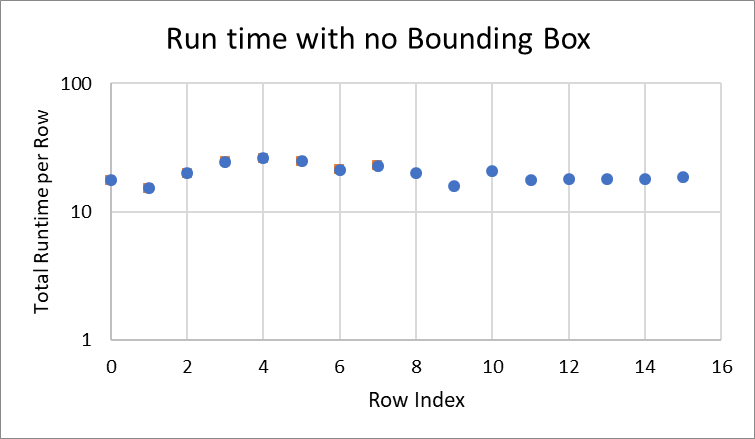 Run time with no Bounding Box
100
10
1
Total Runtime per Row
0 2 4 6 8 10 12 14 16
Row Index